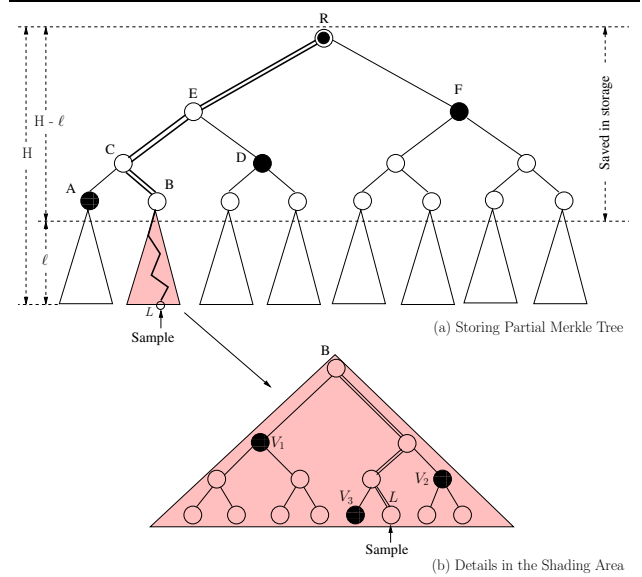 R
E
F
H - ℓ
H
Saved in storage
C
D
A
B
ℓ
L
Sample
(a) Storing Partial Merkle Tree
B
V1
V2
V3
L
Sample
(b) Details in the Shading Area